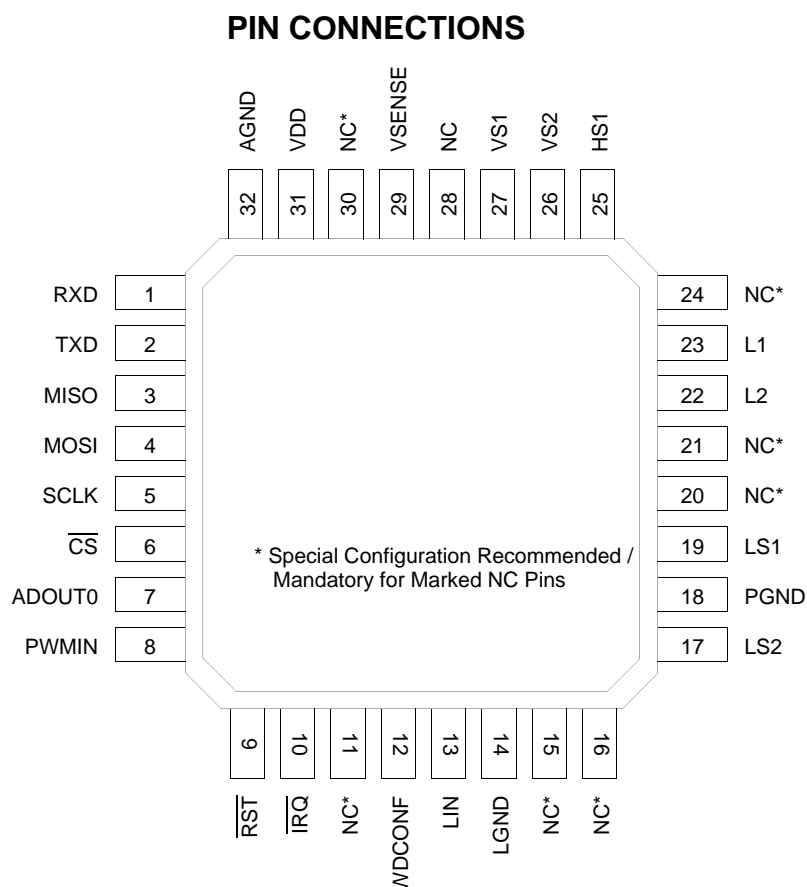 PIN CONNECTIONS
AGND
VDD
NC*
VSENSE
NC
VS1
VS2
HS1
32
31
30
29
28
27
26
25
RXD 1
TXD 2
MISO 3
MOSI 4
SCLK 5
C̅S̅ 6
ADOUT0 7
PWMIN 8
24 NC*
23 L1
22 L2
21 NC*
20 NC*
19 LS1
18 PGND
17 LS2
* Special Configuration Recommended /
Mandatory for Marked NC Pins
9
10
11
12
13
14
15
16
R̅S̅T̅
I̅R̅Q̅
NC*
WDCONF
LIN
LGND
NC*
NC*